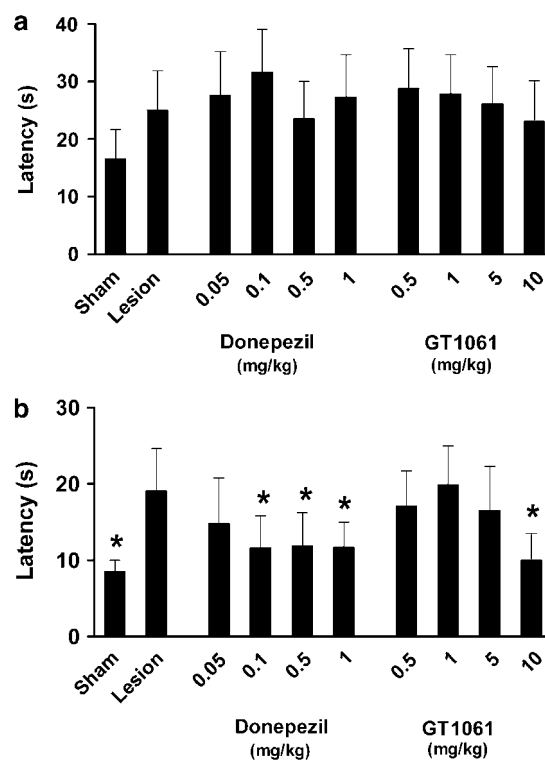 a
Latency (s)
40
30
20
10
0
Sham
Lesion
0.05
0.1
0.5
1
0.5
1
5
10
Donepezil
(mg/kg)
GT1061
(mg/kg)
b
Latency (s)
30
20
10
0
*
*
*
*
*
Sham
Lesion
0.05
0.1
0.5
1
0.5
1
5
10
Donepezil
(mg/kg)
GT1061
(mg/kg)